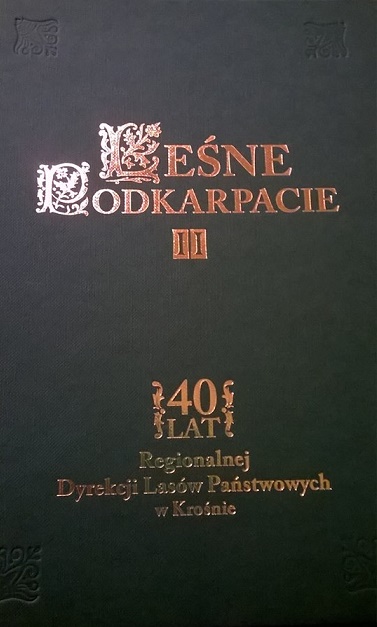 LEŚNE
PODKARPACIE
II
40
LAT
Regionalnej
Dyrekcji Lasów Państwowych
w Krośnie